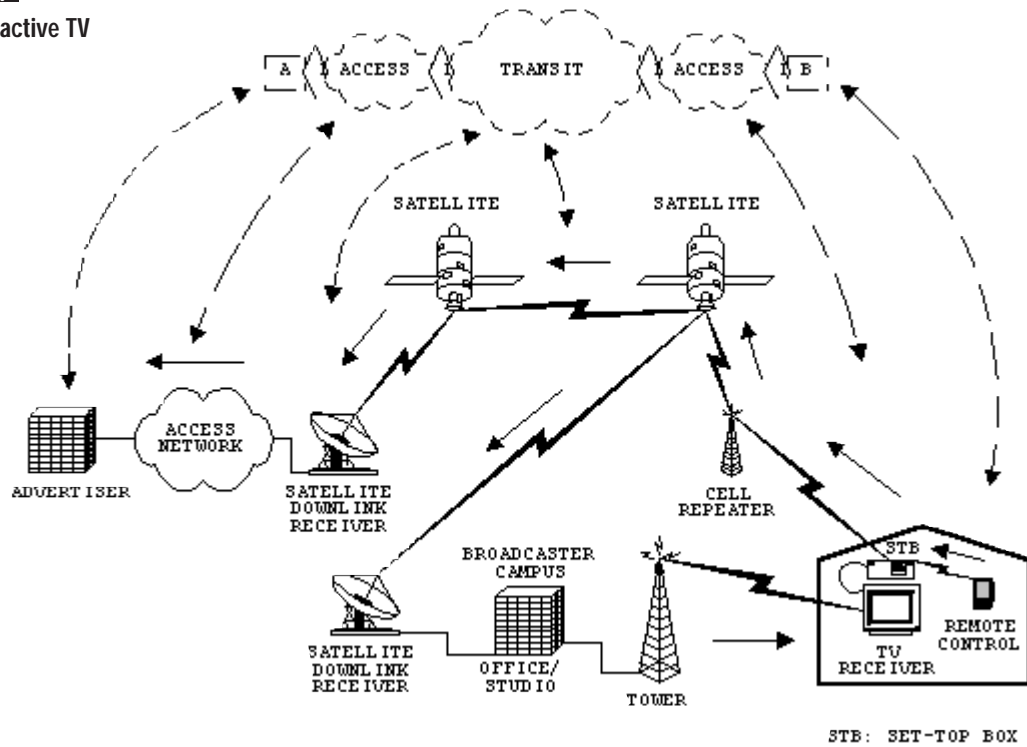 active TV
A ACCESS TRANSIT ACCESS B
SATELLITE SATELLITE
ACCESS
NETWORK
ADVERTISER
SATELLITE
DOWNLINK
RECEIVER
CELL
REPEATER
BROADCASTER
CAMPUS
STB
REMOTE
CONTROL
TV
RECEIVER
SATELLITE
DOWNLINK
RECEIVER
OFFICE/
STUDIO
TOWER
STB: SET-TOP BOX